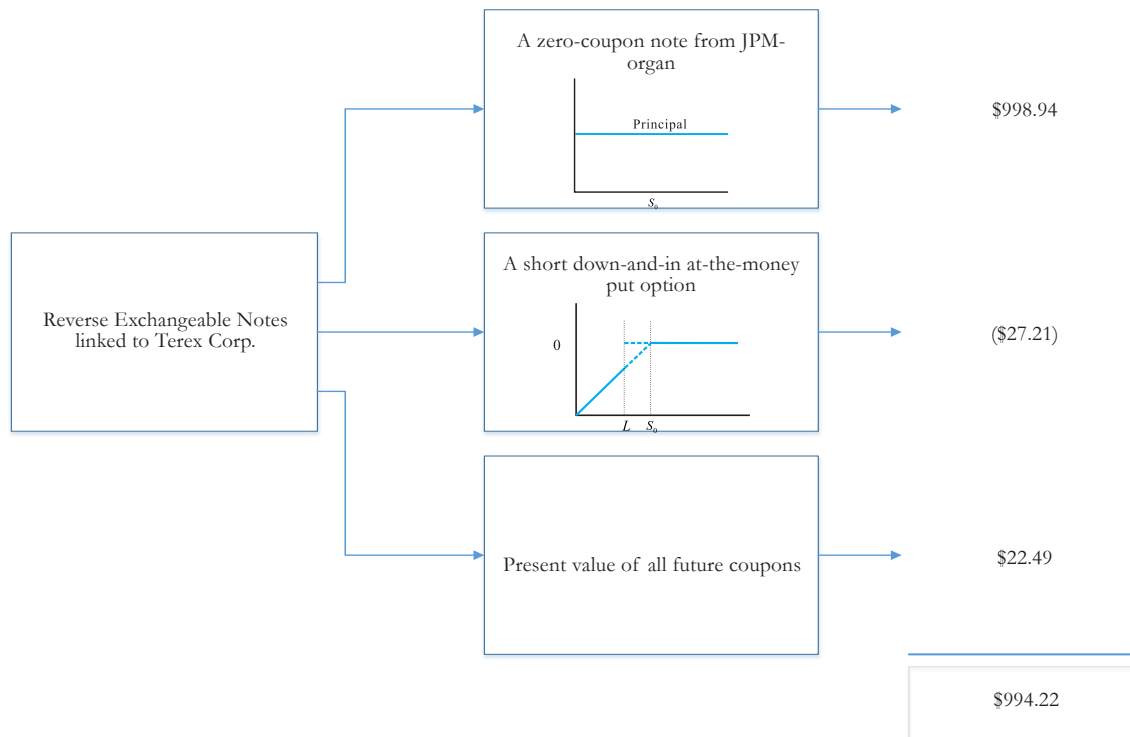 A zero-coupon note from JPM-
organ
Principal
S₀
$998.94
Reverse Exchangeable Notes
linked to Terex Corp.
A short down-and-in at-the-money
put option
0
L S₀
($27.21)
Present value of all future coupons
$22.49
$994.22